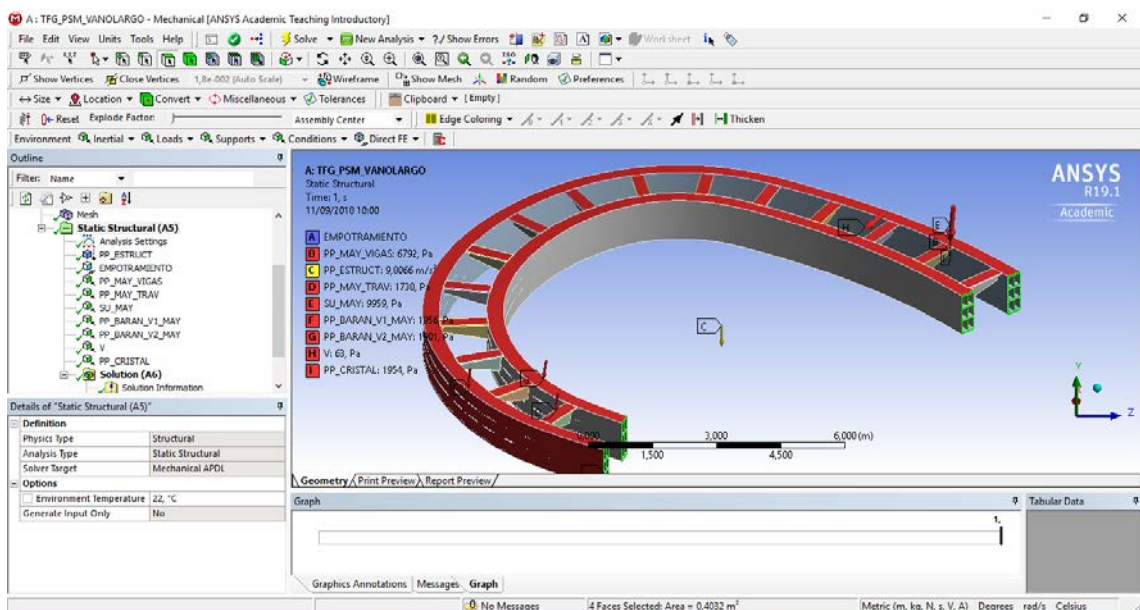 A : TFG_PSM_VANOLARGO - Mechanical [ANSYS Academic Teaching Introductory]
File Edit View Units Tools Help Solve New Analysis ?/ Show Errors Worksheet
Show Vertices Close Vertices 1,8e-002 (Auto Scale) Wireframe Show Mesh Random Preferences
Size Location Convert Miscellaneous Tolerances Clipboard [Empty]
Reset Explode Factor: Assembly Center Edge Coloring Thicken
Environment Inertial Loads Supports Conditions Direct FE
Outline
Filter: Name
Mesh
Static Structural (A5)
Analysis Settings
PP_ESTRUCT
EMPOTRAMIENTO
PP_MAY_VIGAS
PP_MAY_TRAV
SU_MAY
PP_BARAN_V1_MAY
PP_BARAN_V2_MAY
V
PP_CRISTAL
Solution (A6)
Solution Information
Details of "Static Structural (A5)"
Definition
Physics Type Structural
Analysis Type Static Structural
Solver Target Mechanical APDL
Options
Environment Temperature 22, °C
Generate Input Only No
A: TFG_PSM_VANOLARGO
Static Structural
Time: 1, s
11/09/2018 10:00
A EMPOTRAMIENTO
B PP_MAY_VIGAS: 6792, Pa
C PP_ESTRUCT: 9,8066 m/s²
D PP_MAY_TRAV: 1738, Pa
E SU_MAY: 9959, Pa
F PP_BARAN_V1_MAY: Pa
G PP_BARAN_V2_MAY: Pa
H V: 63, Pa
I PP_CRISTAL: 1954, Pa
ANSYS
R19.1
Academic
H
E
C
Y
Z
0,000 3,000 6,000 (m)
1,500 4,500
Geometry Print Preview Report Preview
Graph
1,
Tabular Data
Graphics Annotations Messages Graph
No Messages 4 Faces Selected: Area = 0,4032 m² Metric (m, kg, N, s, V, A) Degrees rad/s Celsius